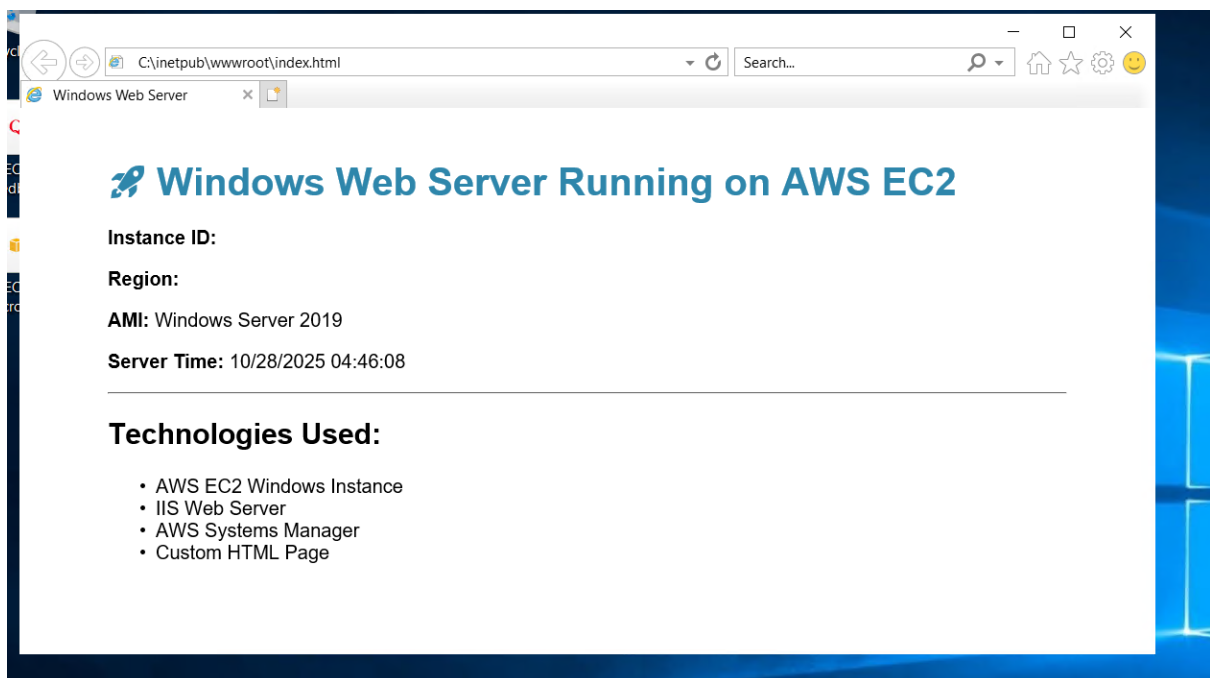 C:\inetpub\wwwroot\index.html
Search...
Windows Web Server
Windows Web Server Running on AWS EC2
Instance ID:
Region:
AMI: Windows Server 2019
Server Time: 10/28/2025 04:46:08
Technologies Used:
• AWS EC2 Windows Instance
• IIS Web Server
• AWS Systems Manager
• Custom HTML Page